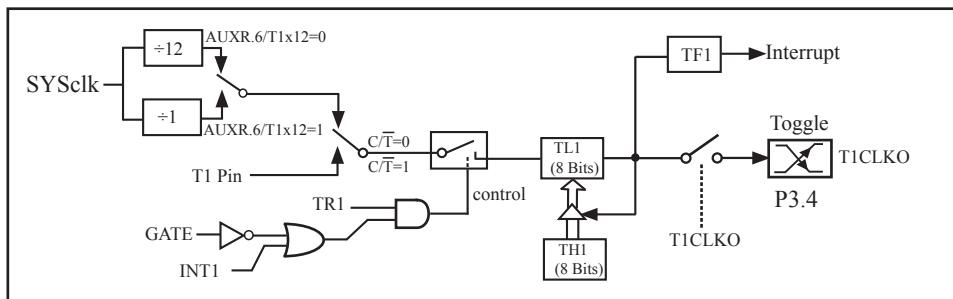 AUXR.6/T1x12=0
÷12
SYSclk
÷1
AUXR.6/T1x12=1
T1 Pin
C/T̅=0
C/T̅=1
TR1
GATE
INT1
control
TL1
(8 Bits)
TH1
(8 Bits)
TF1
Interrupt
Toggle
T1CLKO
P3.4
T1CLKO